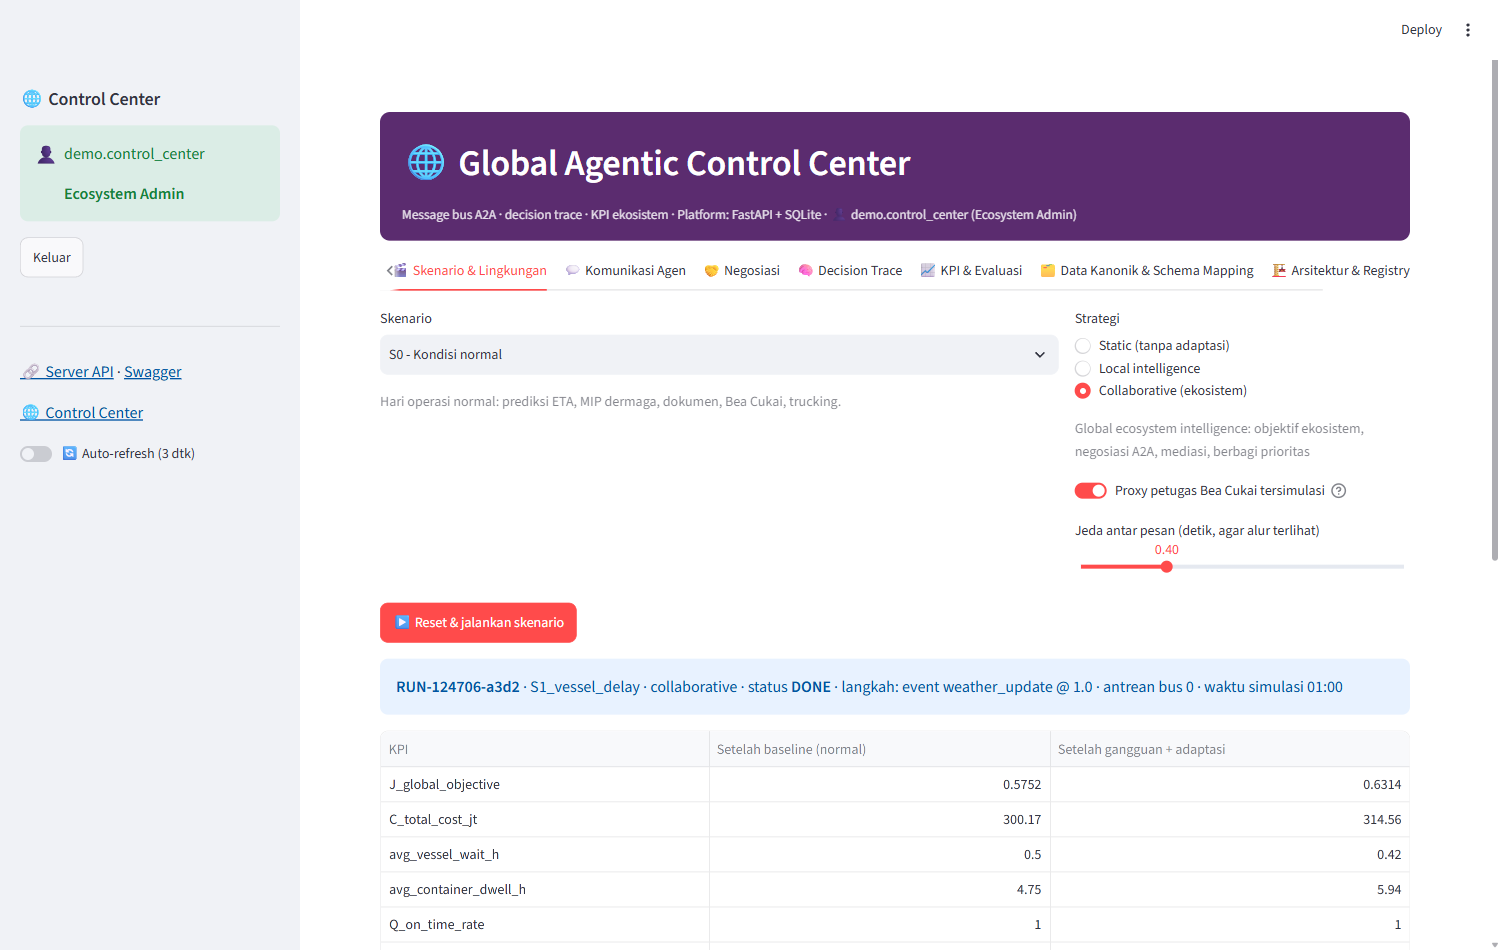 Deploy
Control Center
demo.control_center
Ecosystem Admin
Keluar
Server API · Swagger
Control Center
Auto-refresh (3 dtk)
Global Agentic Control Center
Message bus A2A · decision trace · KPI ekosistem · Platform: FastAPI + SQLite · demo.control_center (Ecosystem Admin)
Skenario & Lingkungan
Komunikasi Agen
Negosiasi
Decision Trace
KPI & Evaluasi
Data Kanonik & Schema Mapping
Arsitektur & Registry
Skenario
S0 - Kondisi normal
Hari operasi normal: prediksi ETA, MIP dermaga, dokumen, Bea Cukai, trucking.
Strategi
Static (tanpa adaptasi)
Local intelligence
Collaborative (ekosistem)
Global ecosystem intelligence: objektif ekosistem,
negosiasi A2A, mediasi, berbagi prioritas
Proxy petugas Bea Cukai tersimulasi
Jeda antar pesan (detik, agar alur terlihat)
0.40
Reset & jalankan skenario
RUN-124706-a3d2 · S1_vessel_delay · collaborative · status DONE · langkah: event weather_update @ 1.0 · antrean bus 0 · waktu simulasi 01:00
KPI Setelah baseline (normal) Setelah gangguan + adaptasi
J_global_objective 0.5752 0.6314
C_total_cost_jt 300.17 314.56
avg_vessel_wait_h 0.5 0.42
avg_container_dwell_h 4.75 5.94
Q_on_time_rate 1 1